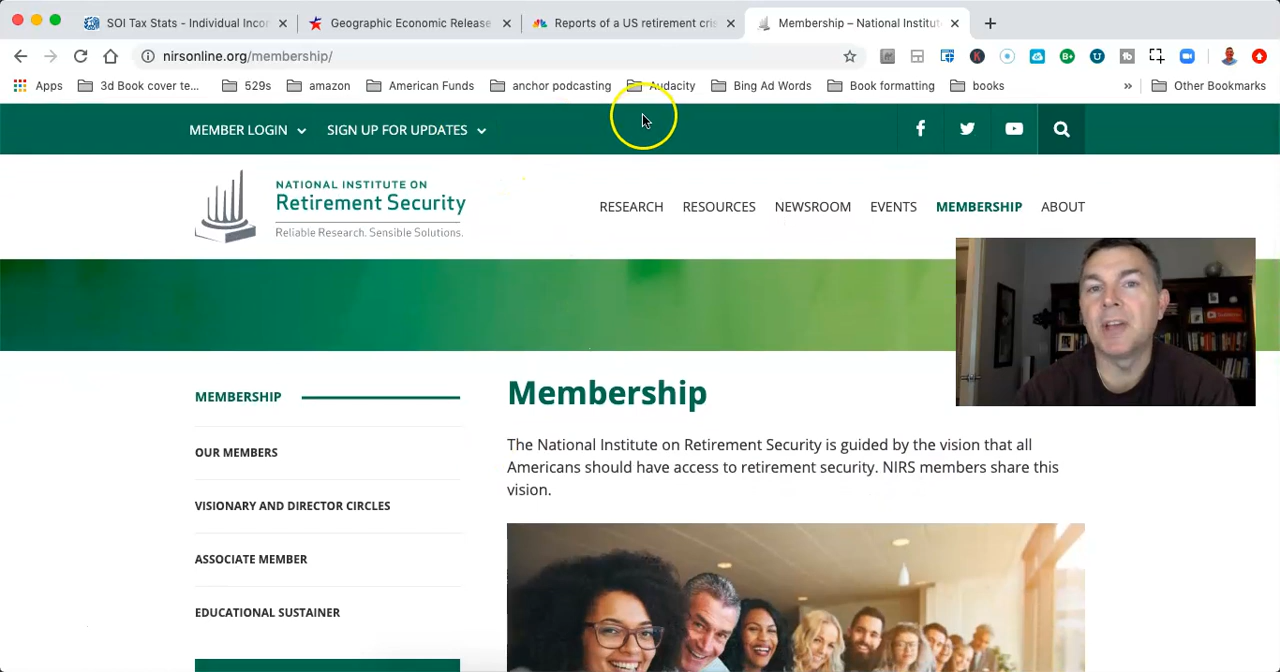 SOI Tax Stats - Individual Incor
Geographic Economic Release
Reports of a US retirement cris
Membership – National Institute
nirsonline.org/membership/
Apps
3d Book cover te...
529s
amazon
American Funds
anchor podcasting
Audacity
Bing Ad Words
Book formatting
books
»
Other Bookmarks
MEMBER LOGIN
SIGN UP FOR UPDATES
NATIONAL INSTITUTE ON
Retirement Security
Reliable Research. Sensible Solutions.
RESEARCH
RESOURCES
NEWSROOM
EVENTS
MEMBERSHIP
ABOUT
MEMBERSHIP
OUR MEMBERS
VISIONARY AND DIRECTOR CIRCLES
ASSOCIATE MEMBER
EDUCATIONAL SUSTAINER
Membership
The National Institute on Retirement Security is guided by the vision that all
Americans should have access to retirement security. NIRS members share this
vision.